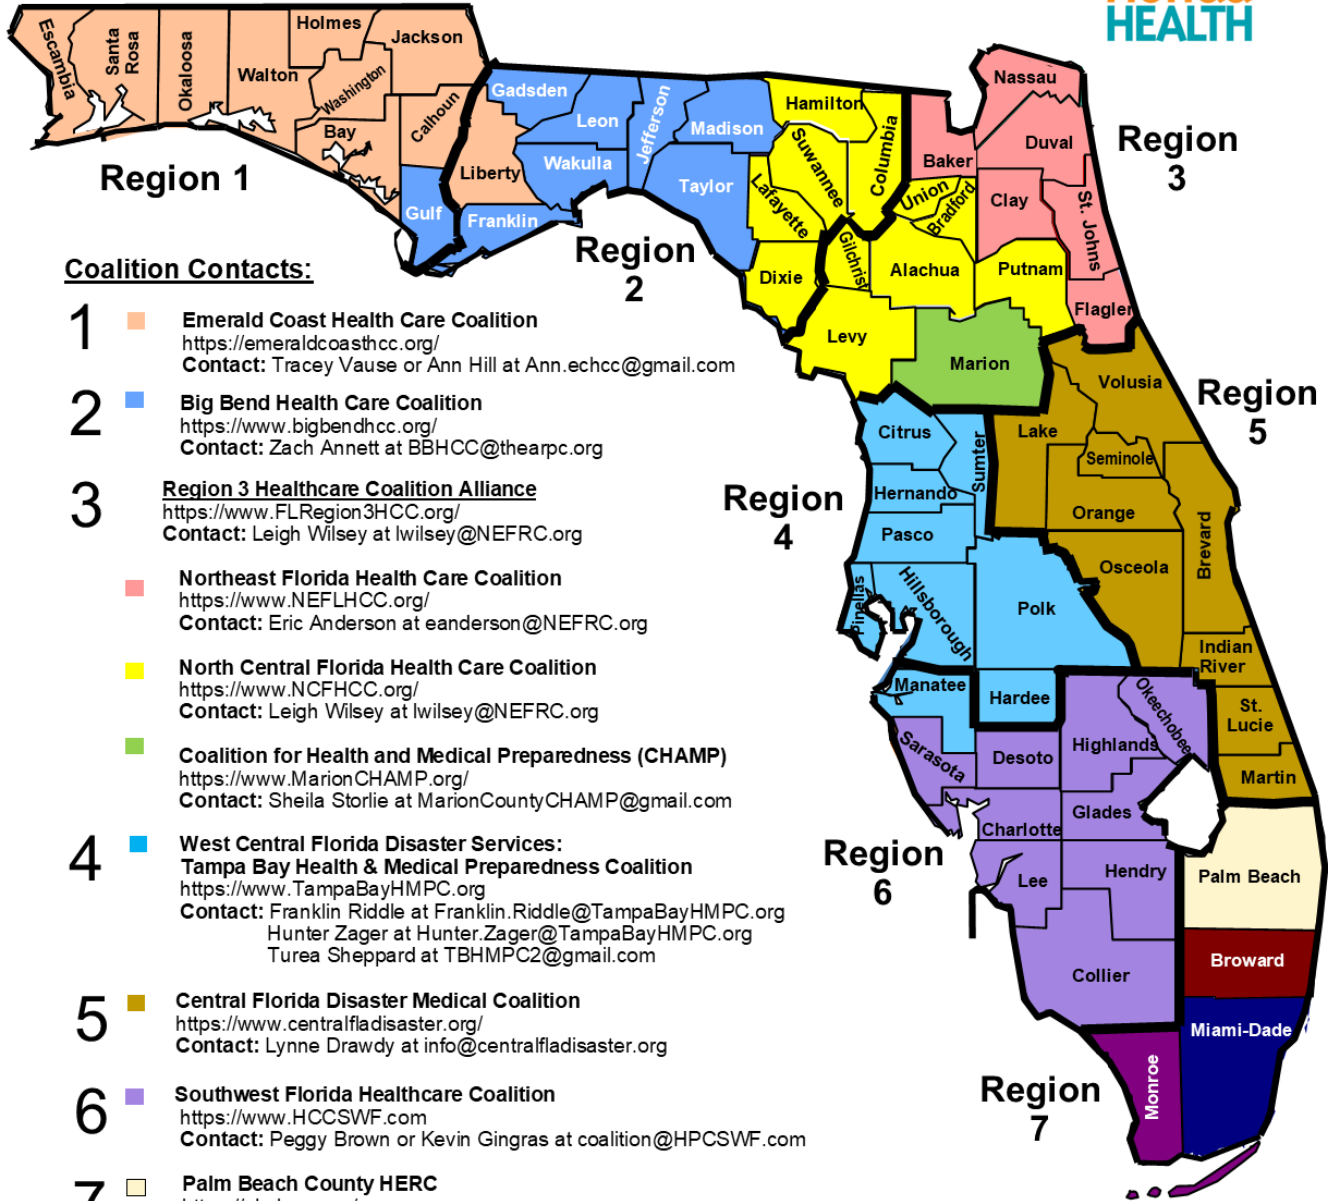 HEALTH
Escambia
Santa Rosa
Okaloosa
Walton
Holmes
Washington
Jackson
Bay
Calhoun
Gulf
Liberty
Gadsden
Leon
Wakulla
Franklin
Jefferson
Madison
Taylor
Hamilton
Suwannee
Lafayette
Dixie
Columbia
Baker
Nassau
Duval
Clay
St. Johns
Union
Bradford
Gilchrist
Alachua
Putnam
Flagler
Levy
Marion
Volusia
Lake
Seminole
Orange
Osceola
Brevard
Indian River
St. Lucie
Martin
Citrus
Sumter
Hernando
Pasco
Pinellas
Hillsborough
Polk
Manatee
Hardee
Sarasota
Desoto
Highlands
Okeechobee
Charlotte
Glades
Lee
Hendry
Collier
Palm Beach
Broward
Miami-Dade
Monroe
Region 1
Region 2
Region 3
Region 4
Region 5
Region 6
Region 7
Coalition Contacts:
1
Emerald Coast Health Care Coalition
https://emeraldcoasthcc.org/
Contact: Tracey Vause or Ann Hill at Ann.echcc@gmail.com
2
Big Bend Health Care Coalition
https://www.bigbendhcc.org/
Contact: Zach Annett at BBHCC@thearpc.org
3
Region 3 Healthcare Coalition Alliance
https://www.FLRegion3HCC.org/
Contact: Leigh Wilsey at lwilsey@NEFRC.org
Northeast Florida Health Care Coalition
https://www.NEFLHCC.org/
Contact: Eric Anderson at eanderson@NEFRC.org
North Central Florida Health Care Coalition
https://www.NCFHCC.org/
Contact: Leigh Wilsey at lwilsey@NEFRC.org
Coalition for Health and Medical Preparedness (CHAMP)
https://www.MarionCHAMP.org/
Contact: Sheila Storlie at MarionCountyCHAMP@gmail.com
4
West Central Florida Disaster Services:
Tampa Bay Health & Medical Preparedness Coalition
https://www.TampaBayHMPC.org
Contact: Franklin Riddle at Franklin.Riddle@TampaBayHMPC.org
Hunter Zager at Hunter.Zager@TampaBayHMPC.org
Turea Sheppard at TBHMPC2@gmail.com
5
Central Florida Disaster Medical Coalition
https://www.centralfladisaster.org/
Contact: Lynne Drawdy at info@centralfladisaster.org
6
Southwest Florida Healthcare Coalition
https://www.HCCSWF.com
Contact: Peggy Brown or Kevin Gingras at coalition@HPCSWF.com
7
Palm Beach County HERC